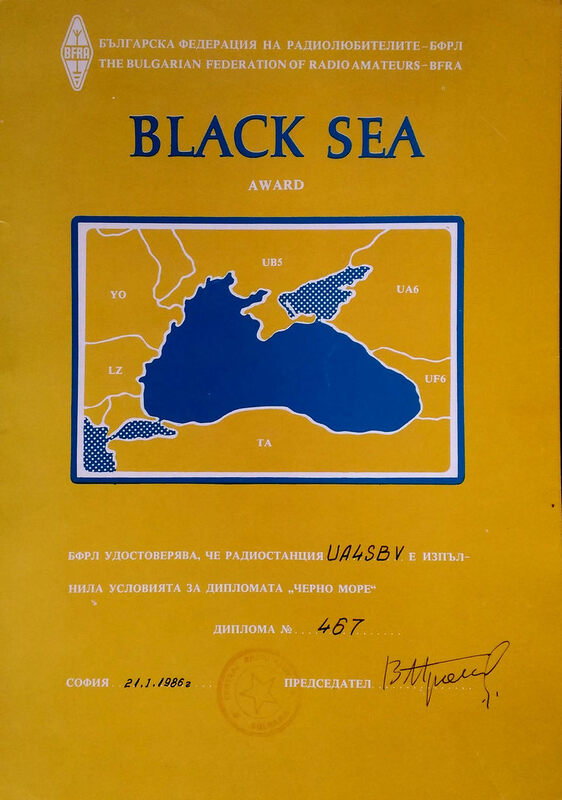 BFRA
БЪЛГАРСКА ФЕДЕРАЦИЯ НА РАДИОЛЮБИТЕЛИТЕ–БФРЛ
THE BULGARIAN FEDERATION OF RADIO AMATEURS–BFRA
BLACK SEA
AWARD
UB5
YO
UA6
LZ
UF6
TA
БФРЛ УДОСТОВЕРЯВА, ЧЕ РАДИОСТАНЦИЯ UA4SBV Е ИЗПЪЛ-
НИЛА УСЛОВИЯТА ЗА ДИПЛОМАТА „ЧЕРНО МОРЕ“
ДИПЛОМА № 467
СОФИЯ 21.I.1986г ПРЕДСЕДАТЕЛ